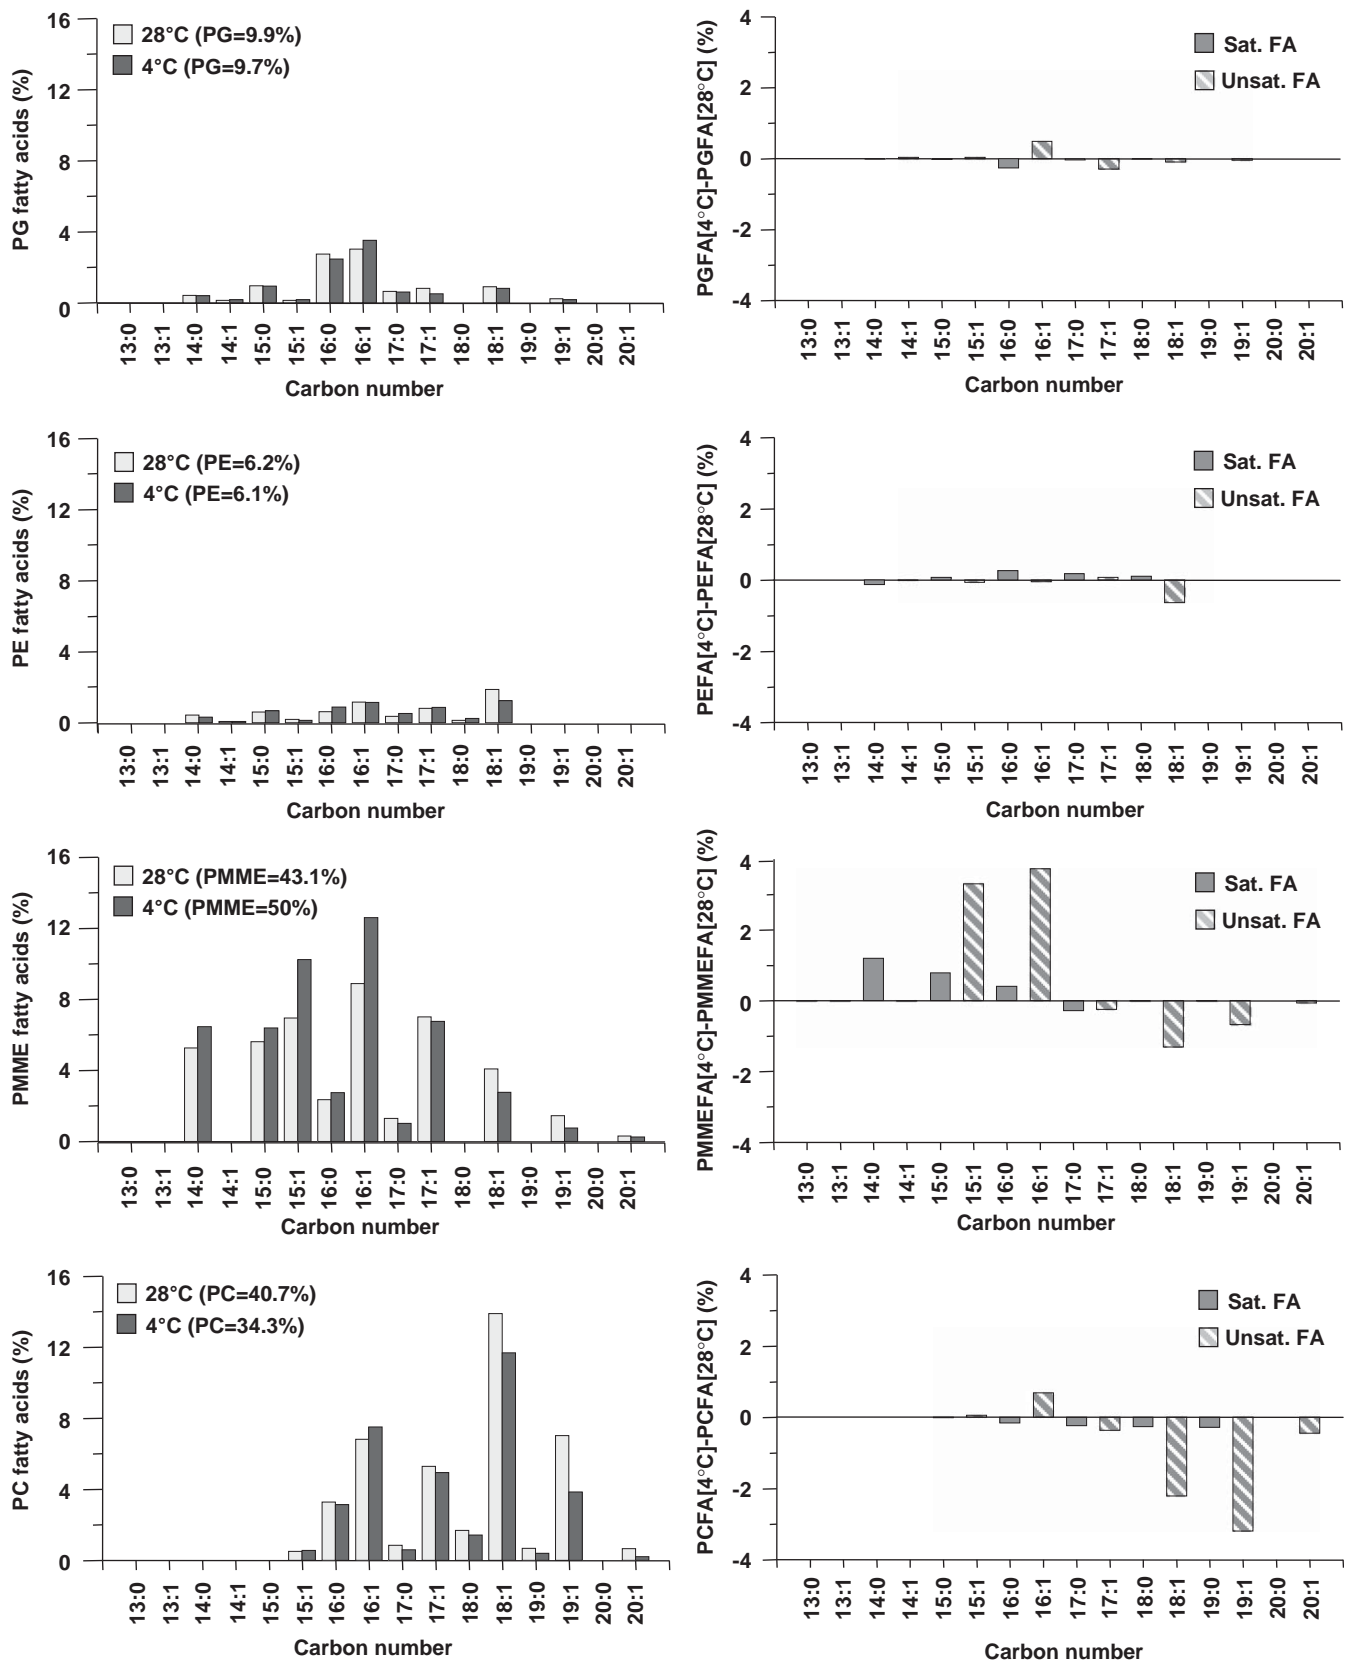 PG fatty acids (%)
16
12
8
4
0
28°C (PG=9.9%)
4°C (PG=9.7%)
13:0 13:1 14:0 14:1 15:0 15:1 16:0 16:1 17:0 17:1 18:0 18:1 19:0 19:1 20:0 20:1
Carbon number
PGFA[4°C]-PGFA[28°C] (%)
4
2
0
-2
-4
Sat. FA
Unsat. FA
13:0 13:1 14:0 14:1 15:0 15:1 16:0 16:1 17:0 17:1 18:0 18:1 19:0 19:1 20:0 20:1
Carbon number
PE fatty acids (%)
16
12
8
4
0
28°C (PE=6.2%)
4°C (PE=6.1%)
13:0 13:1 14:0 14:1 15:0 15:1 16:0 16:1 17:0 17:1 18:0 18:1 19:0 19:1 20:0 20:1
Carbon number
PEFA[4°C]-PEFA[28°C] (%)
4
2
0
-2
-4
Sat. FA
Unsat. FA
13:0 13:1 14:0 14:1 15:0 15:1 16:0 16:1 17:0 17:1 18:0 18:1 19:0 19:1 20:0 20:1
Carbon number
PMME fatty acids (%)
16
12
8
4
0
28°C (PMME=43.1%)
4°C (PMME=50%)
13:0 13:1 14:0 14:1 15:0 15:1 16:0 16:1 17:0 17:1 18:0 18:1 19:0 19:1 20:0 20:1
Carbon number
PMMEFA[4°C]-PMMEFA[28°C] (%)
4
2
0
-2
-4
Sat. FA
Unsat. FA
13:0 13:1 14:0 14:1 15:0 15:1 16:0 16:1 17:0 17:1 18:0 18:1 19:0 19:1 20:0 20:1
Carbon number
PC fatty acids (%)
16
12
8
4
0
28°C (PC=40.7%)
4°C (PC=34.3%)
13:0 13:1 14:0 14:1 15:0 15:1 16:0 16:1 17:0 17:1 18:0 18:1 19:0 19:1 20:0 20:1
Carbon number
PCFA[4°C]-PCFA[28°C] (%)
4
2
0
-2
-4
Sat. FA
Unsat. FA
13:0 13:1 14:0 14:1 15:0 15:1 16:0 16:1 17:0 17:1 18:0 18:1 19:0 19:1 20:0 20:1
Carbon number